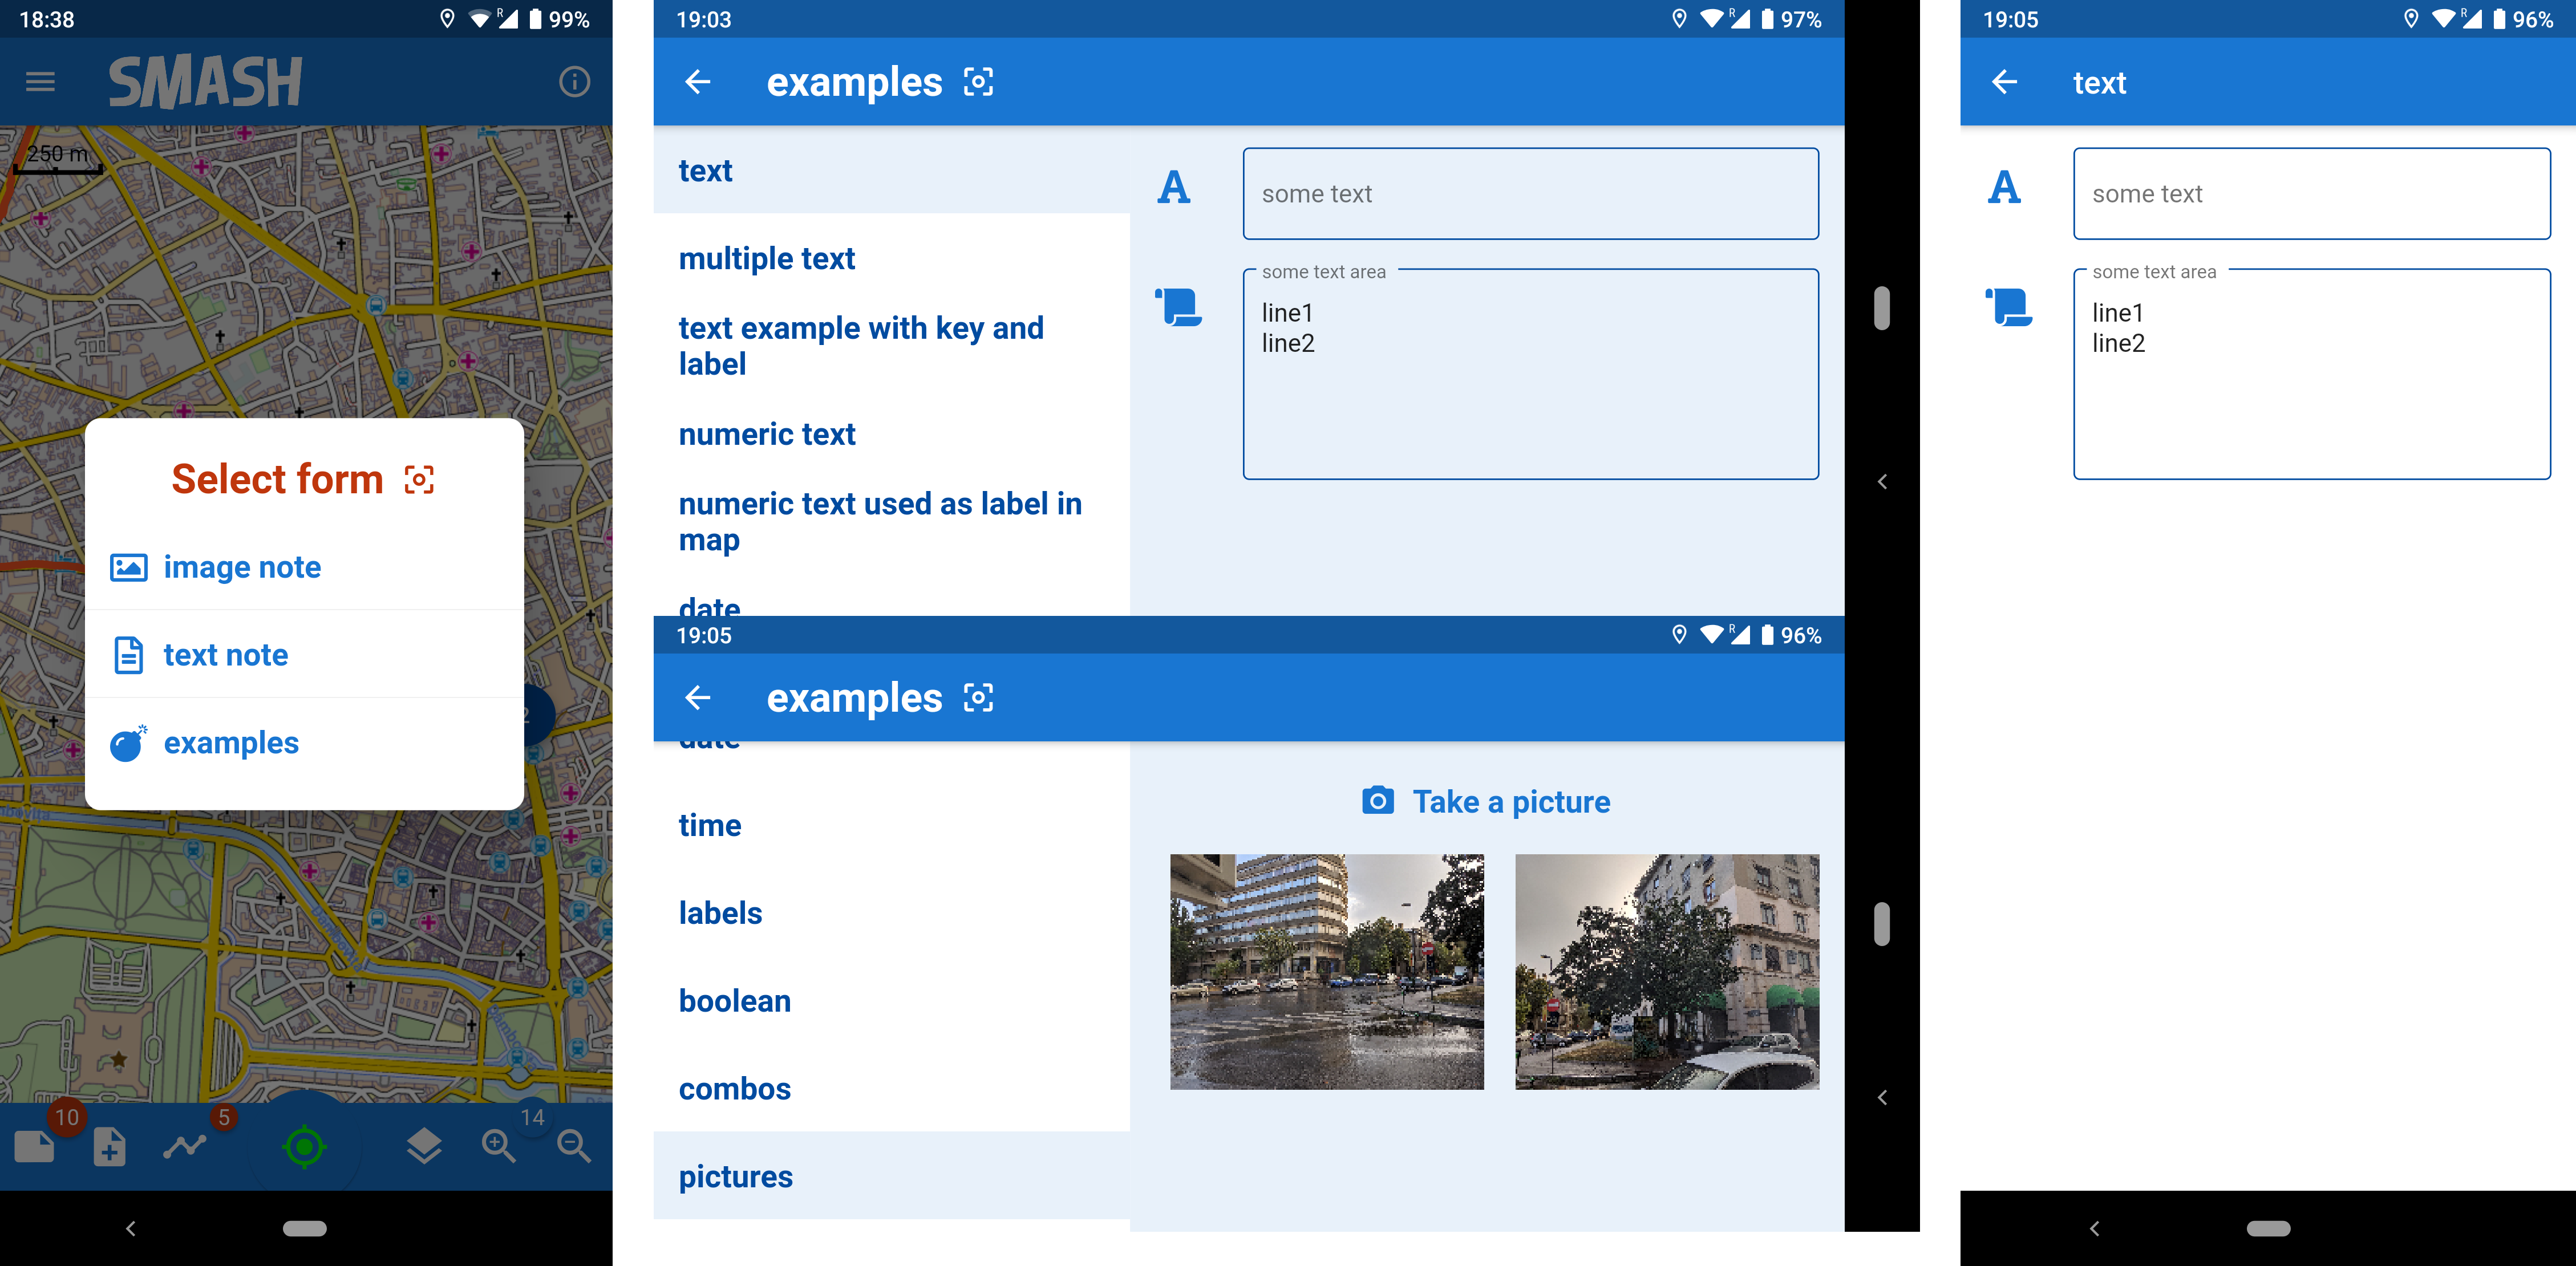 18:38
R
99%
SMASH
250 m
Select form
image note
text note
examples
2
10
5
14
19:03
R
97%
examples
text
multiple text
text example with key and
label
numeric text
numeric text used as label in
map
date
some text
some text area
line1
line2
19:05
R
96%
examples
date
time
labels
boolean
combos
pictures
Take a picture
19:05
R
96%
text
some text
some text area
line1
line2